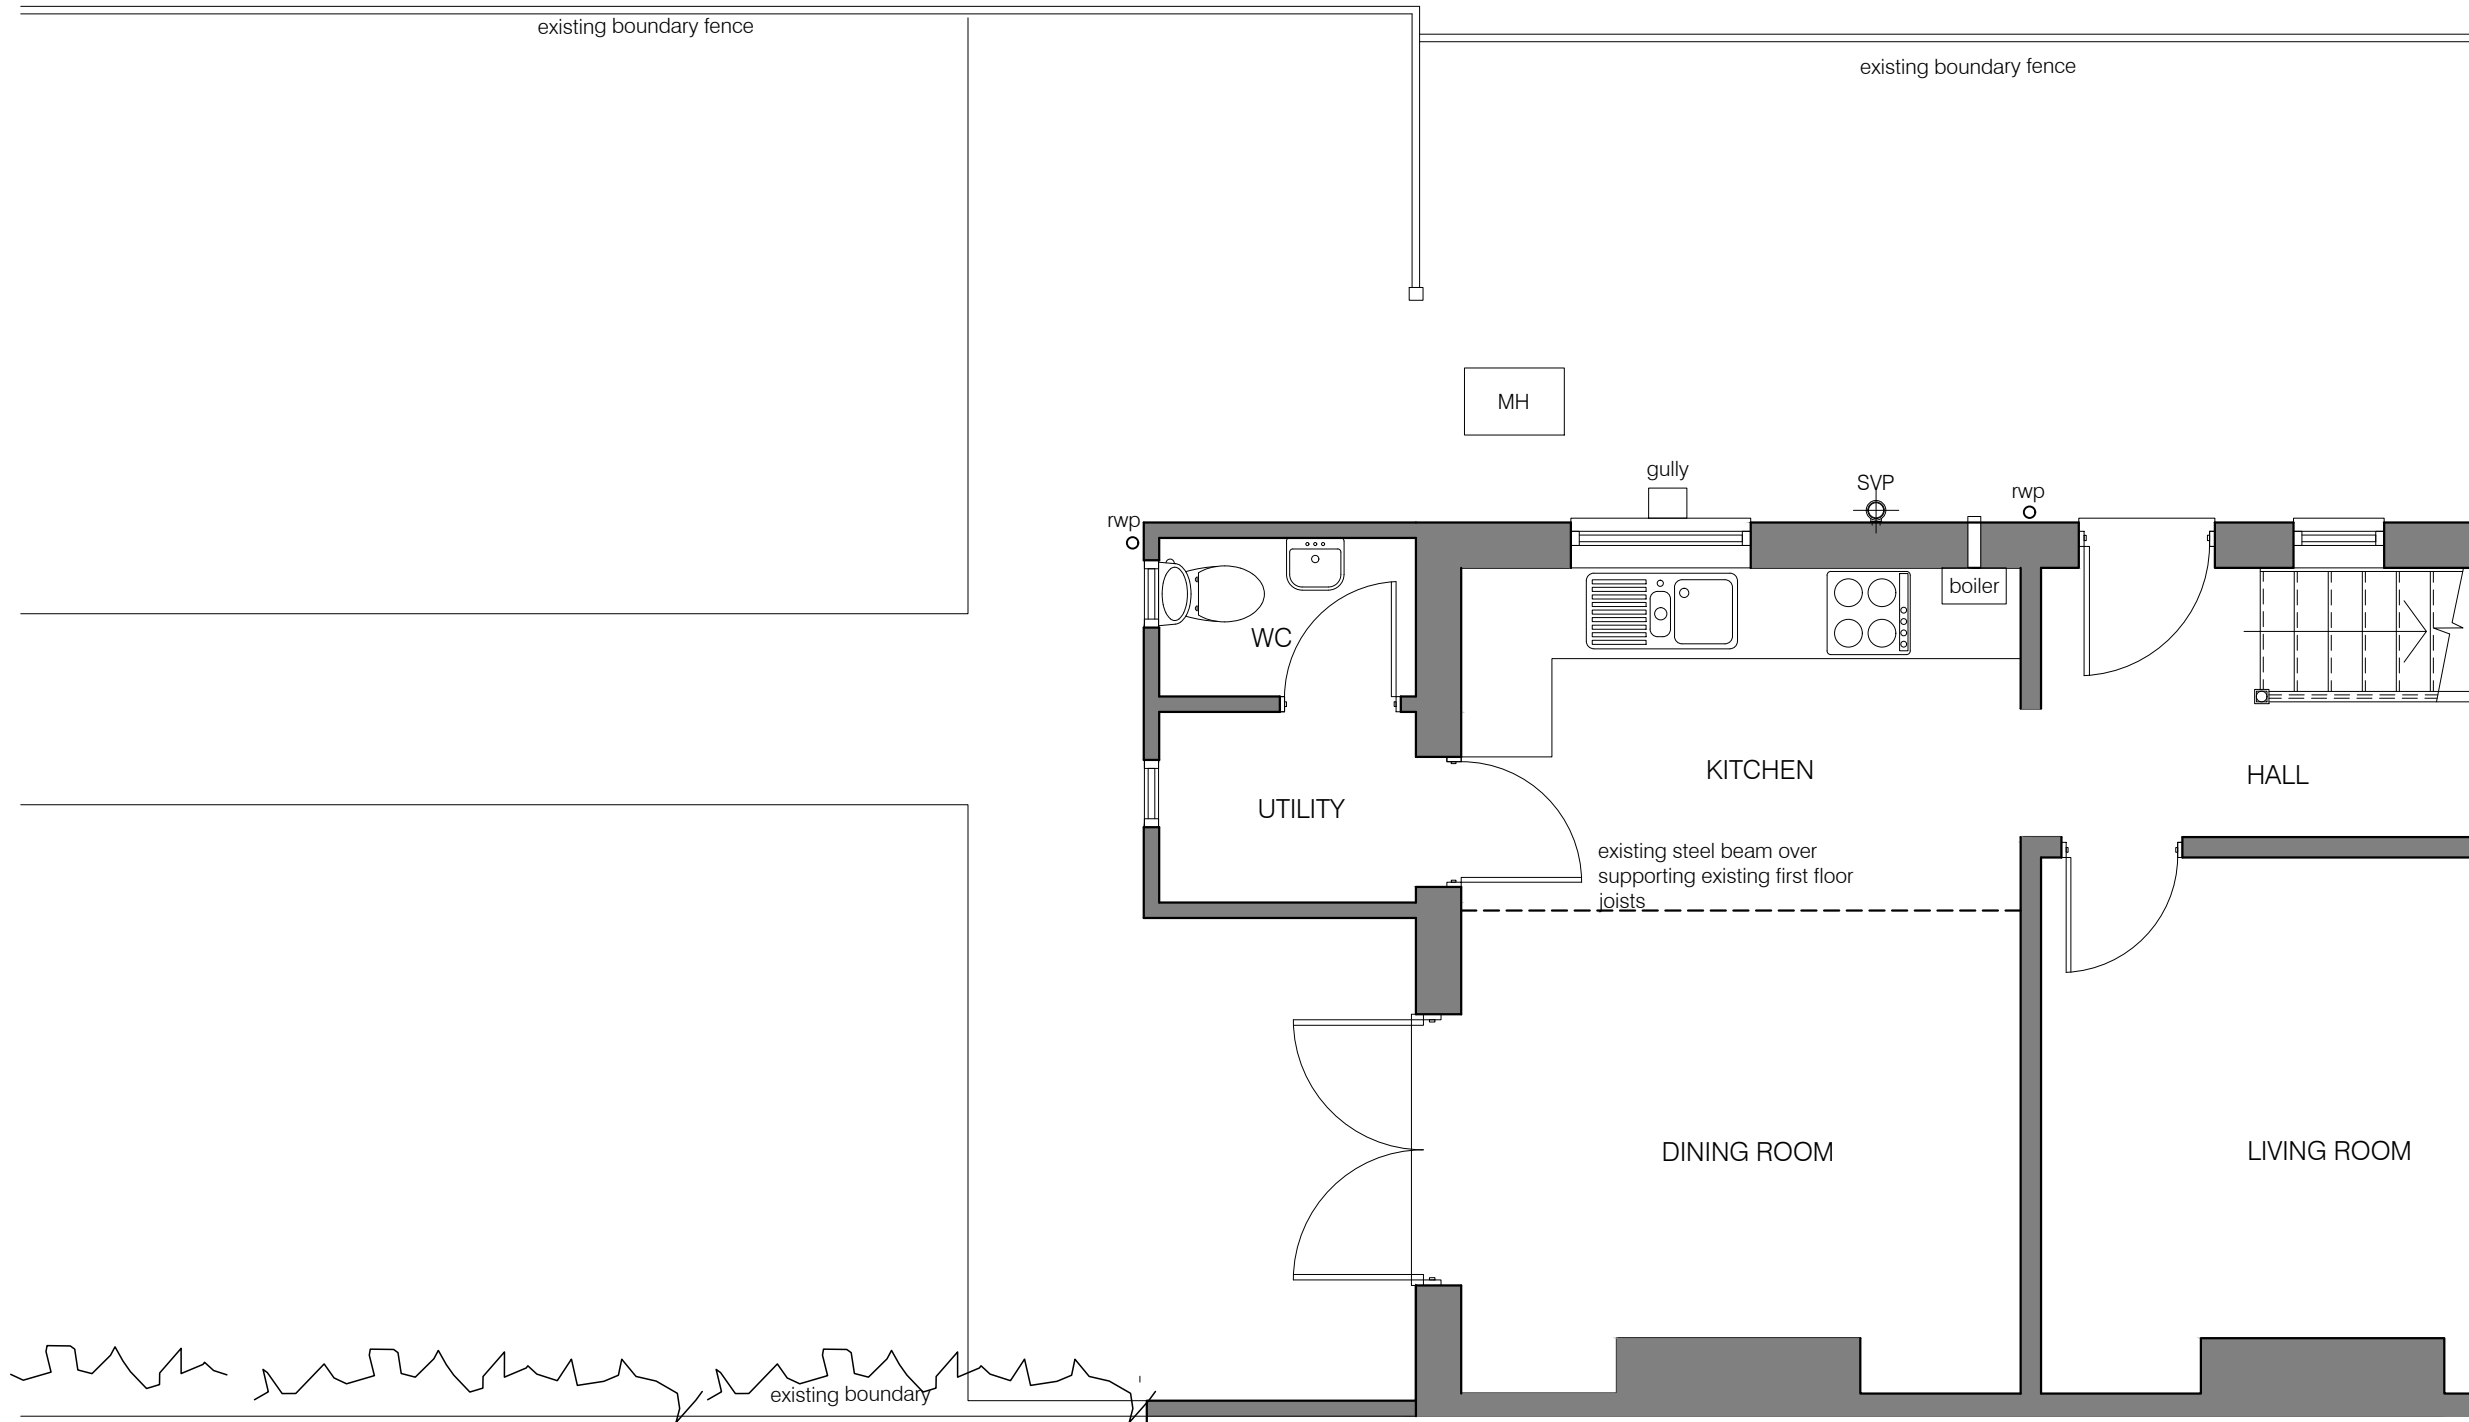 existing boundary fence
existing boundary fence
MH
gully
SVP
rwp
rwp
boiler
WC
KITCHEN
HALL
UTILITY
existing steel beam over
supporting existing first floor
joists
DINING ROOM
LIVING ROOM
existing boundary